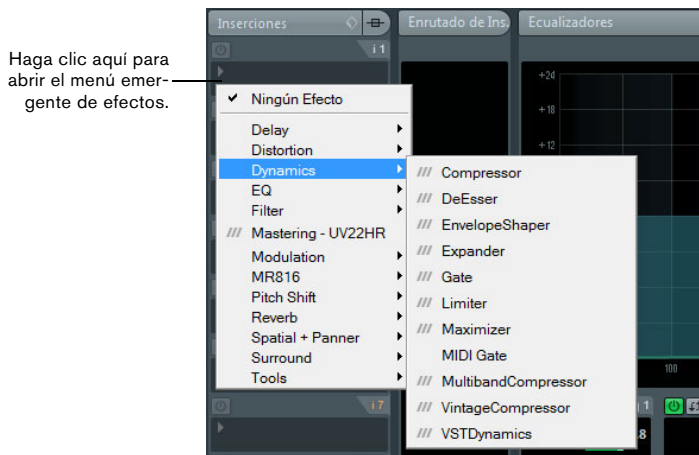 Inserciones
Enrutado de Ins.
Ecualizadores
i 1
Haga clic aquí para
abrir el menú emer-
gente de efectos.
+24
+18
+12
✓ Ningún Efecto
Delay
Distortion
Dynamics
EQ
Filter
/// Mastering - UV22HR
Modulation
MR816
Pitch Shift
Reverb
Spatial + Panner
Surround
Tools
/// Compressor
/// DeEsser
/// EnvelopeShaper
/// Expander
/// Gate
/// Limiter
/// Maximizer
MIDI Gate
/// MultibandCompressor
/// VintageCompressor
/// VSTDynamics
100
i 7
1
8